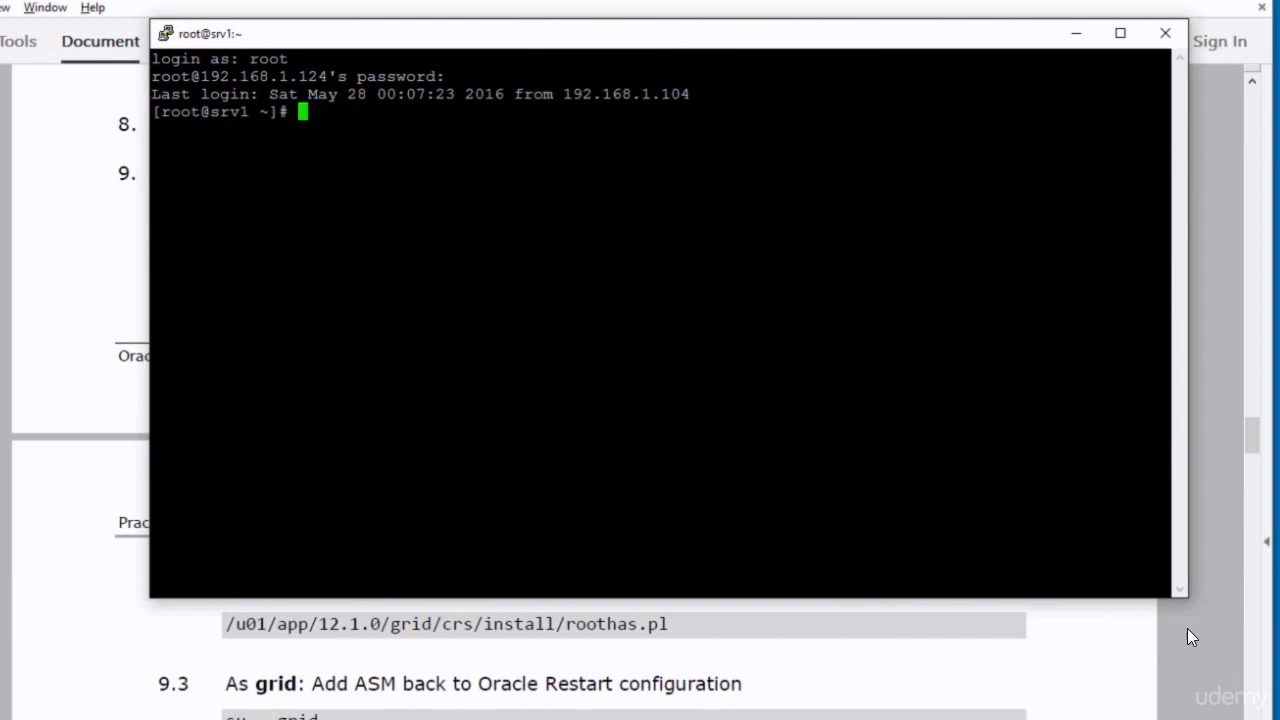 Window Help
root@srv1:~
Tools Document Sign In
login as: root
root@192.168.1.124's password:
Last login: Sat May 28 00:07:23 2016 from 192.168.1.104
[root@srv1 ~]#
8.
9.
/u01/app/12.1.0/grid/crs/install/roothas.pl
9.3 As grid: Add ASM back to Oracle Restart configuration
udemy